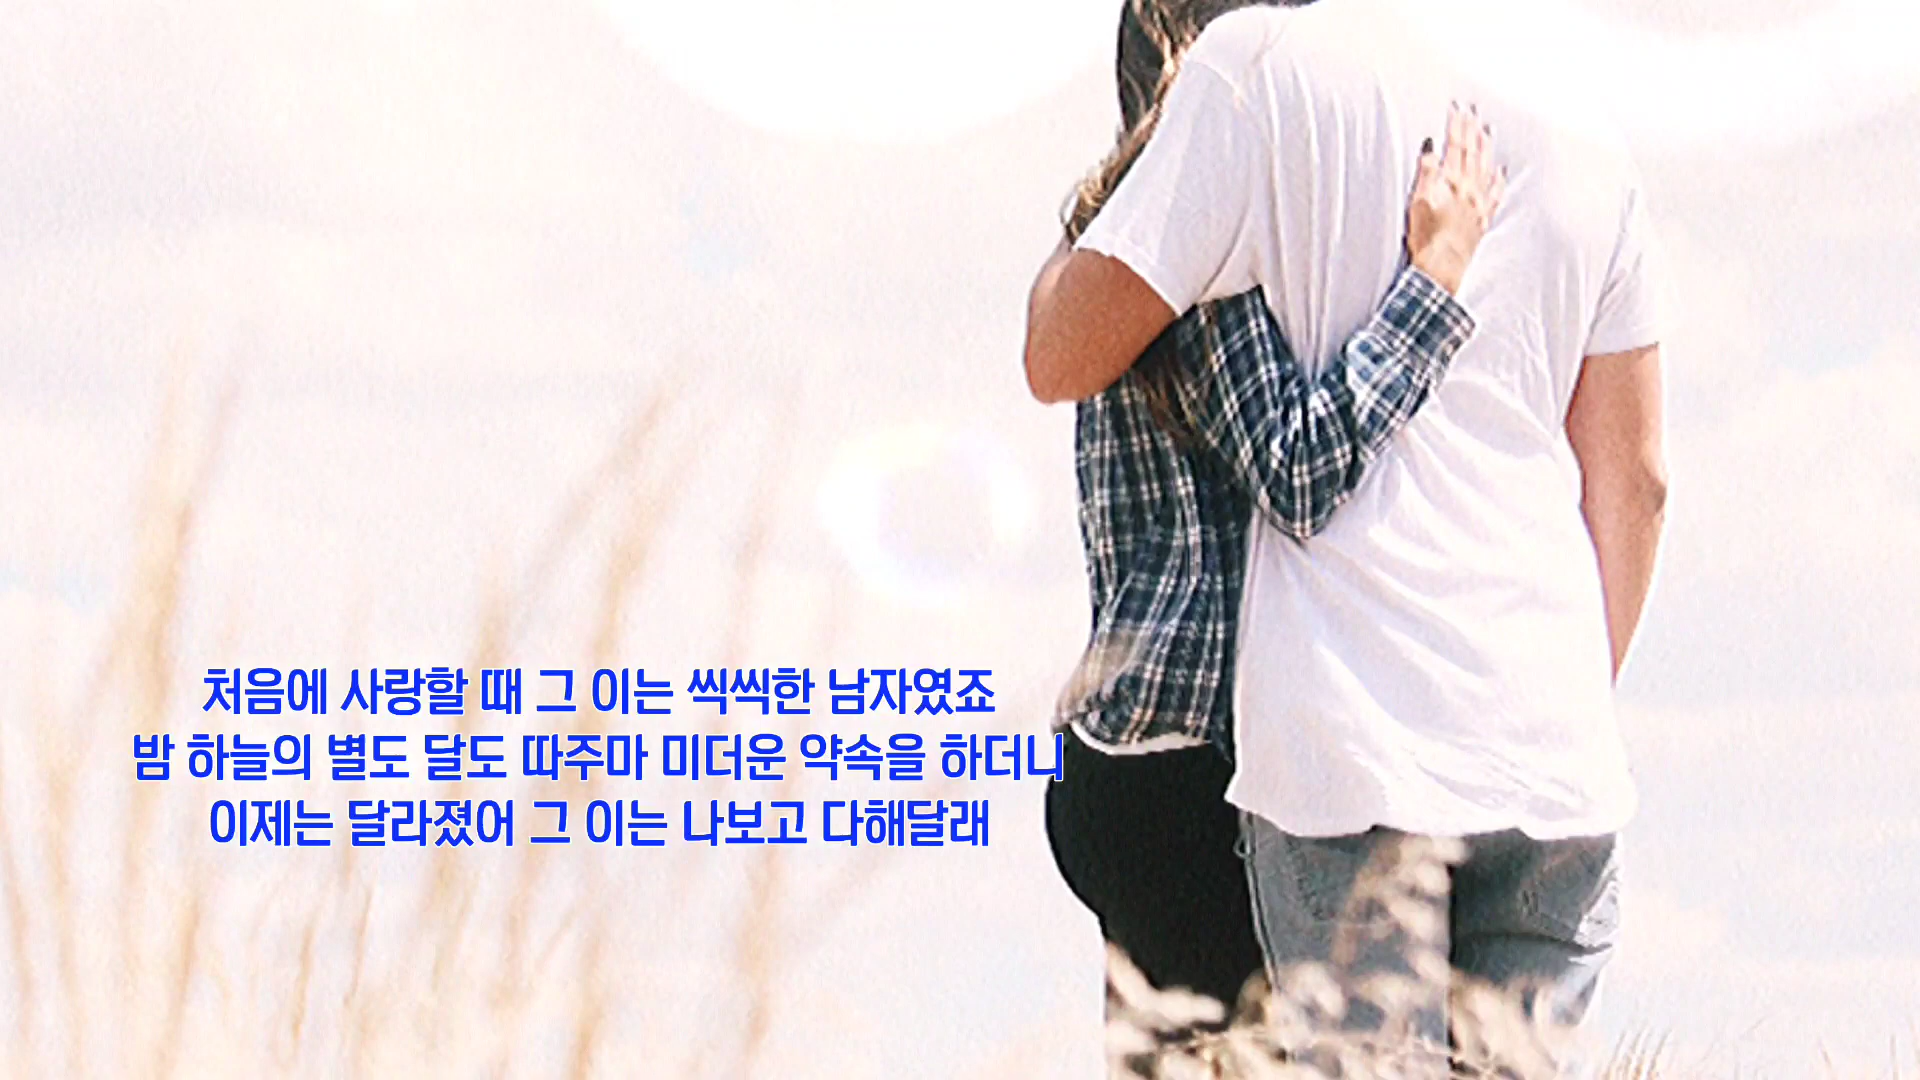 처음에 사랑할 때 그 이는 씩씩한 남자였죠
밤 하늘의 별도 달도 따주마 미더운 약속을 하더니
이제는 달라졌어 그 이는 나보고 다해달래